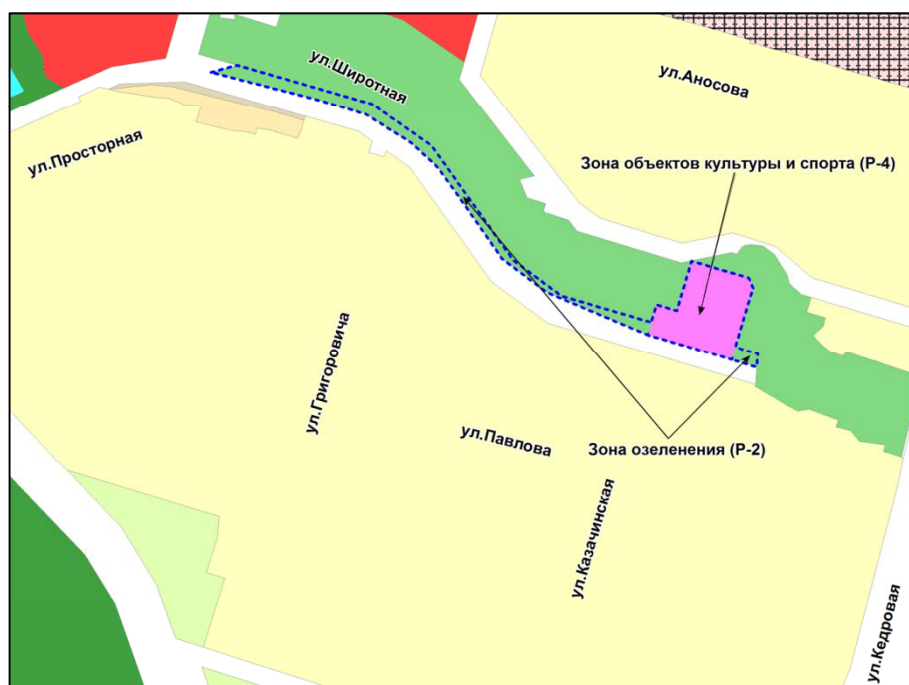 ул.Широтная
ул.Аносова
ул.Просторная
Зона объектов культуры и спорта (Р-4)
ул.Григоровича
ул.Павлова
Зона озеленения (Р-2)
ул.Казачинская
ул.Кедровая